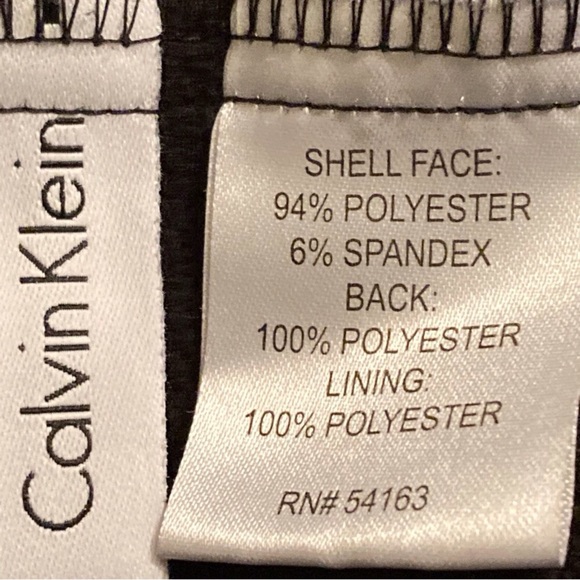 Calvin Klein
SHELL FACE:
94% POLYESTER
6% SPANDEX
BACK:
100% POLYESTER
LINING:
100% POLYESTER
RN# 54163